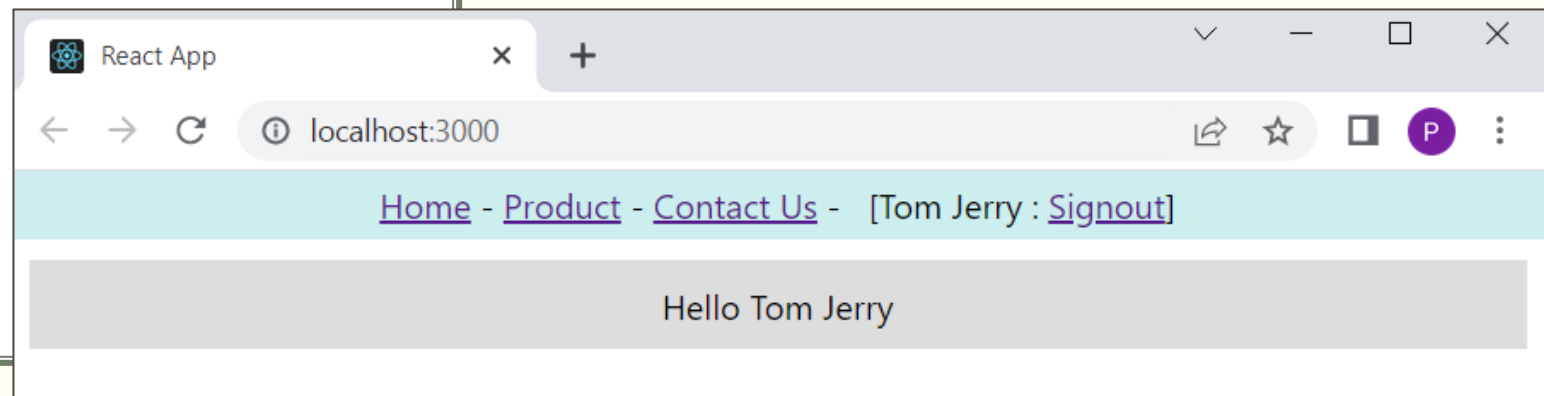 React App
localhost:3000
P
Home - Product - Contact Us - [Tom Jerry : Signout]
Hello Tom Jerry